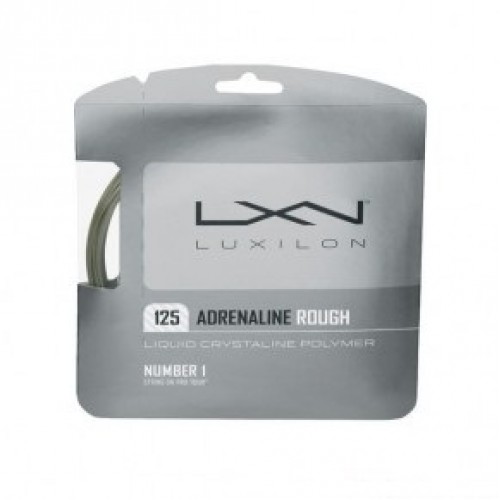 LXN
LUXILON
125 ADRENALINE ROUGH
LIQUID CRYSTALINE POLYMER
NUMBER 1
STRING ON PRO TOUR